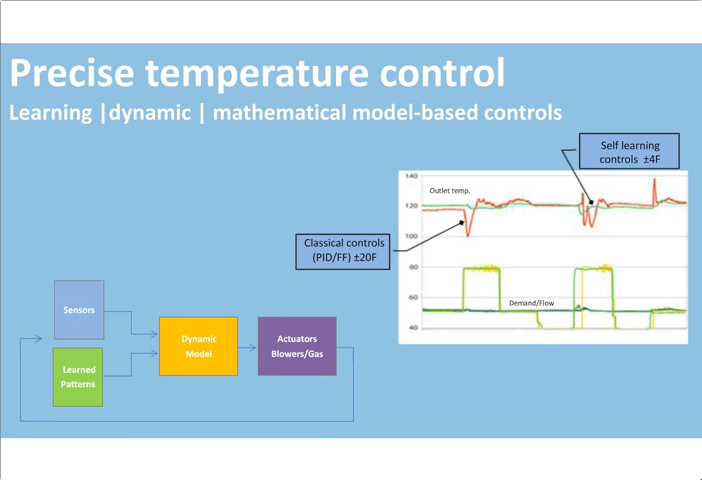 Precise temperature control
Learning |dynamic | mathematical model-based controls
Self learning
controls ±4F
140
Outlet temp.
120
Classical controls
(PID/FF) ±20F
100
80
Sensors
Demand/Flow
60
Dynamic
Model
Actuators
Blowers/Gas
40
Learned
Patterns